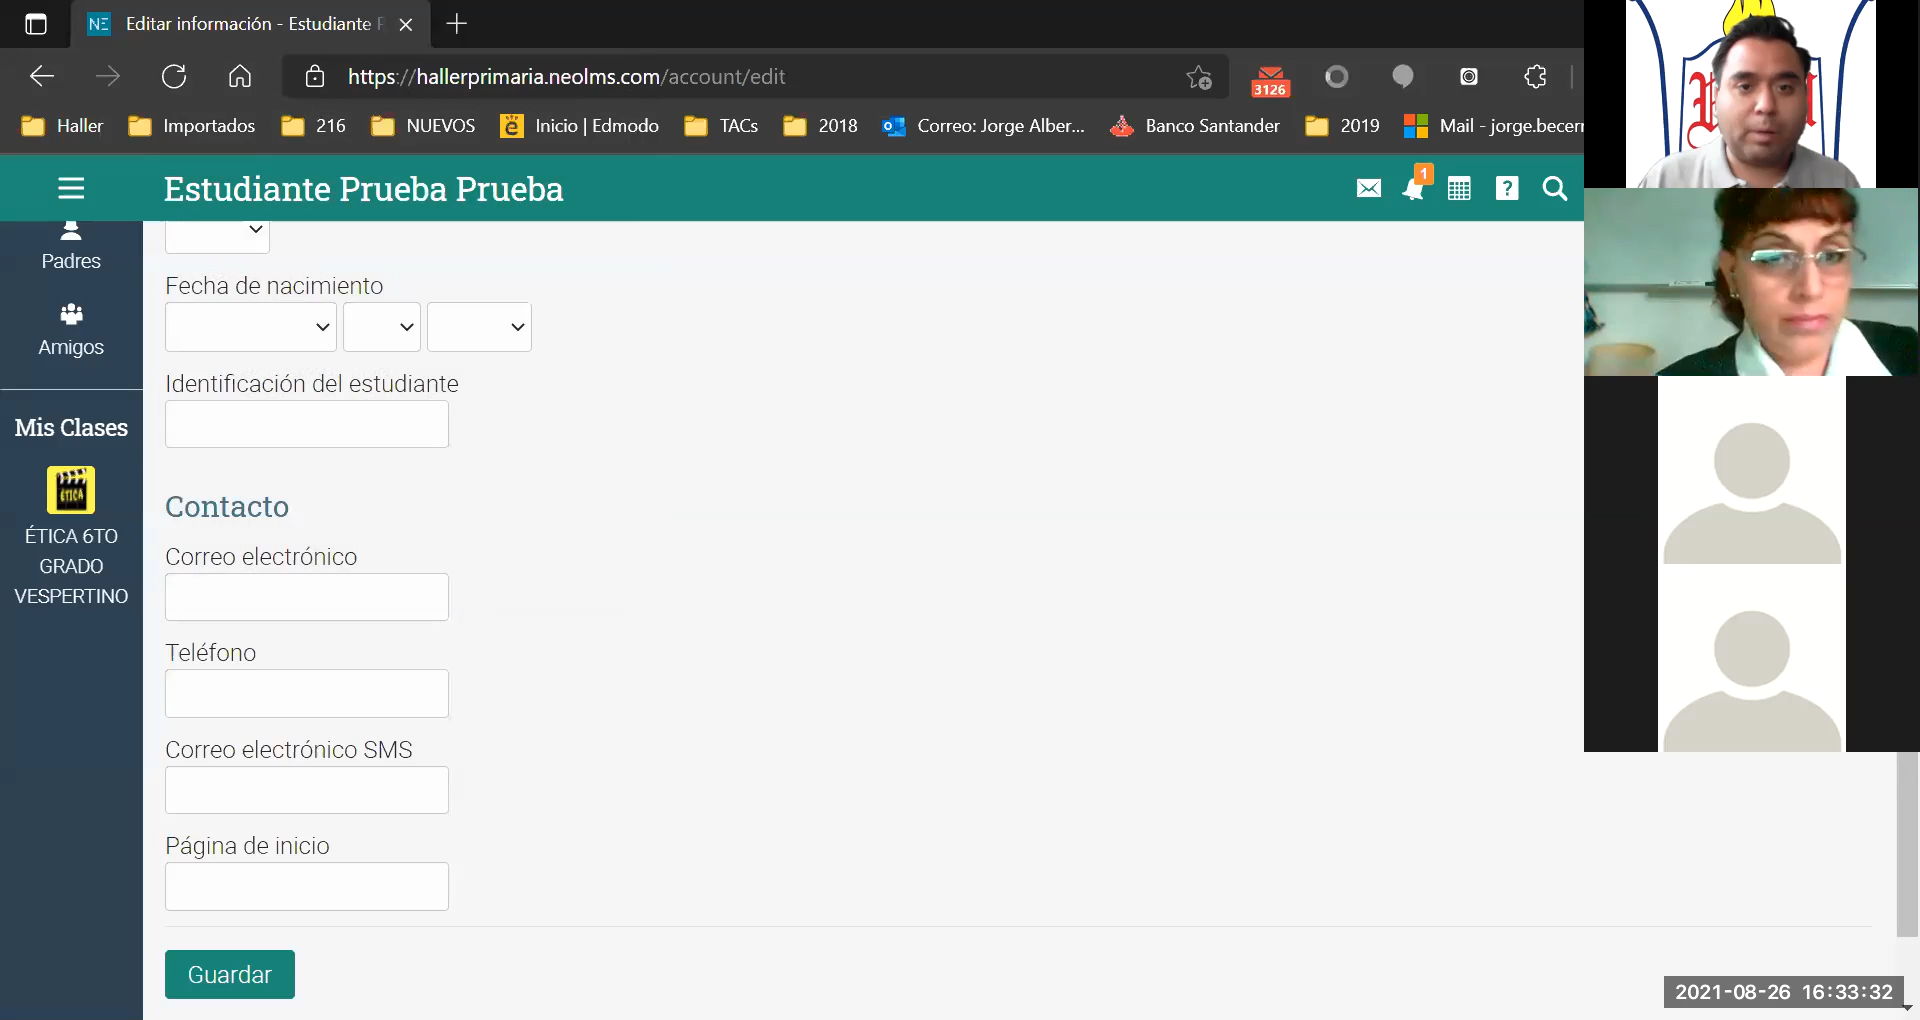 Editar información - Estudiante
https://hallerprimaria.neolms.com/account/edit
3126
Haller
Importados
216
NUEVOS
Inicio | Edmodo
TACs
2018
Correo: Jorge Alber...
Banco Santander
2019
Mail - jorge.becerr
Estudiante Prueba Prueba
1
?
Padres
Amigos
Mis Clases
ÉTICA
ÉTICA 6TO
GRADO
VESPERTINO
Fecha de nacimiento
Identificación del estudiante
Contacto
Correo electrónico
Teléfono
Correo electrónico SMS
Página de inicio
Guardar
2021-08-26 16:33:32